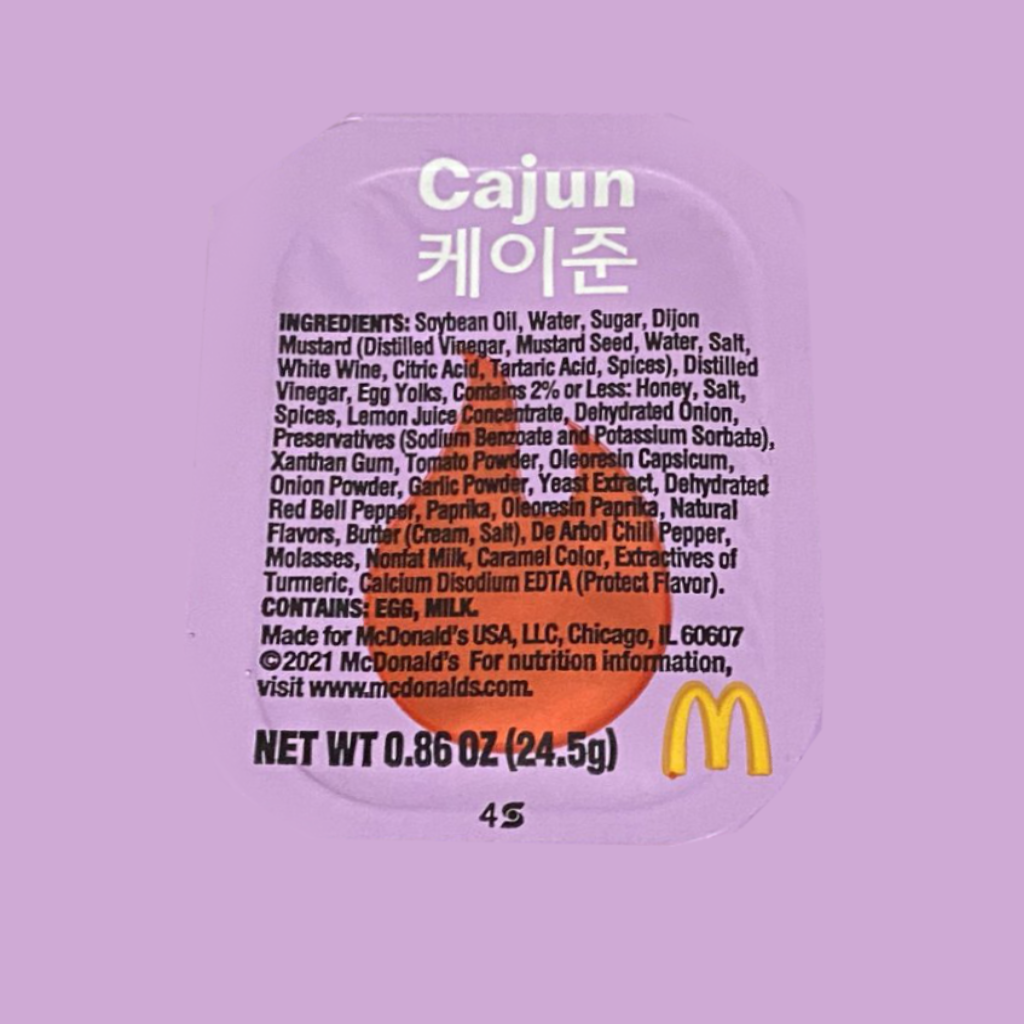 Cajun
케이준
INGREDIENTS: Soybean Oil, Water, Sugar, Dijon
Mustard (Distilled Vinegar, Mustard Seed, Water, Salt,
White Wine, Citric Acid, Tartaric Acid, Spices), Distilled
Vinegar, Egg Yolks, Contains 2% or Less: Honey, Salt,
Spices, Lemon Juice Concentrate, Dehydrated Onion,
Preservatives (Sodium Benzoate and Potassium Sorbate),
Xanthan Gum, Tomato Powder, Oleoresin Capsicum,
Onion Powder, Garlic Powder, Yeast Extract, Dehydrated
Red Bell Pepper, Paprika, Oleoresin Paprika, Natural
Flavors, Butter (Cream, Salt), De Arbol Chili Pepper,
Molasses, Nonfat Milk, Caramel Color, Extractives of
Turmeric, Calcium Disodium EDTA (Protect Flavor).
CONTAINS: EGG, MILK.
Made for McDonald's USA, LLC, Chicago, IL 60607
©2021 McDonald's For nutrition information,
visit www.mcdonalds.com.
NET WT 0.86 OZ (24.5g)
4